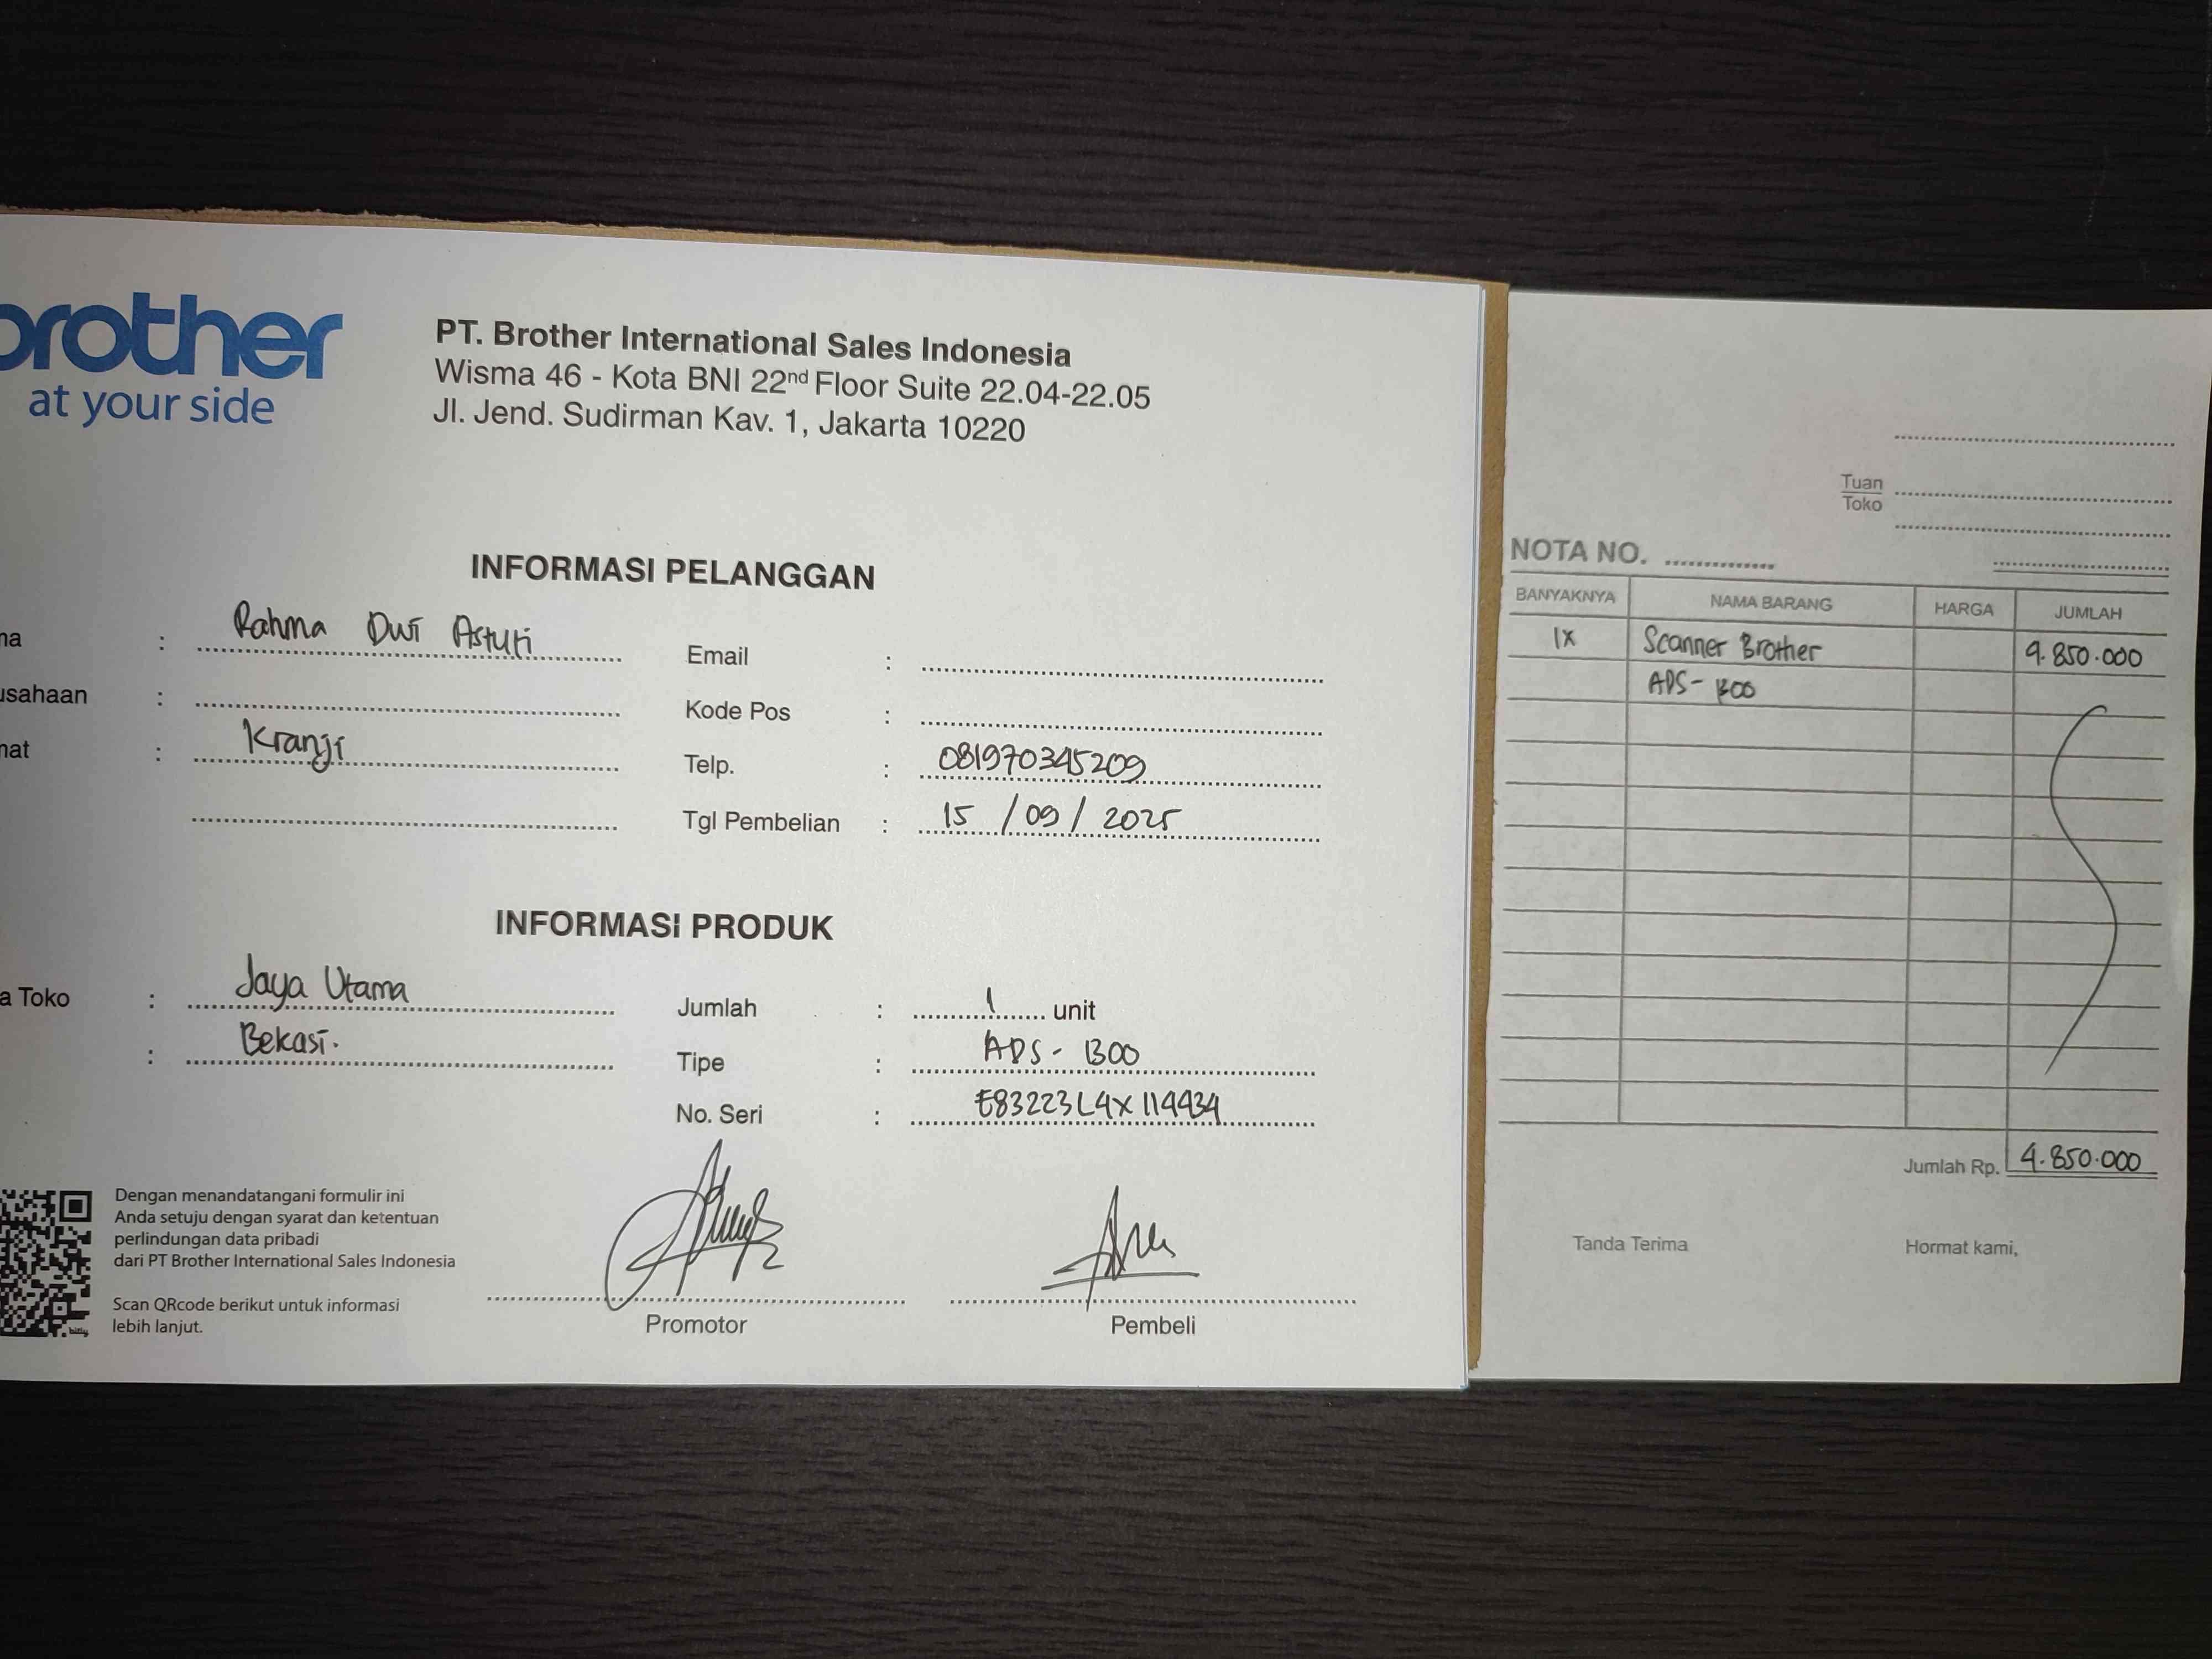 brother
at your side
PT. Brother International Sales Indonesia
Wisma 46 - Kota BNI 22nd Floor Suite 22.04-22.05
Jl. Jend. Sudirman Kav. 1, Jakarta 10220
INFORMASI PELANGGAN
na : Rahma Dwi Astuti
usahaan :
nat : Kranji
Email :
Kode Pos :
Telp. : 081970345209
Tgl Pembelian : 15 / 09 / 2025
INFORMASi PRODUK
a Toko : Jaya Utama
: Bekasi.
Jumlah : 1 unit
Tipe : ADS - 1300
No. Seri : E83223L4X114434
Dengan menandatangani formulir ini
Anda setuju dengan syarat dan ketentuan
perlindungan data pribadi
dari PT Brother International Sales Indonesia
Scan QRcode berikut untuk informasi
lebih lanjut.
Promotor
Pembeli
Tuan
Toko
NOTA NO.
BANYAKNYA NAMA BARANG HARGA JUMLAH
1X Scanner Brother 4.850.000
ADS - 1300
Jumlah Rp. 4.850.000
Tanda Terima Hormat kami,